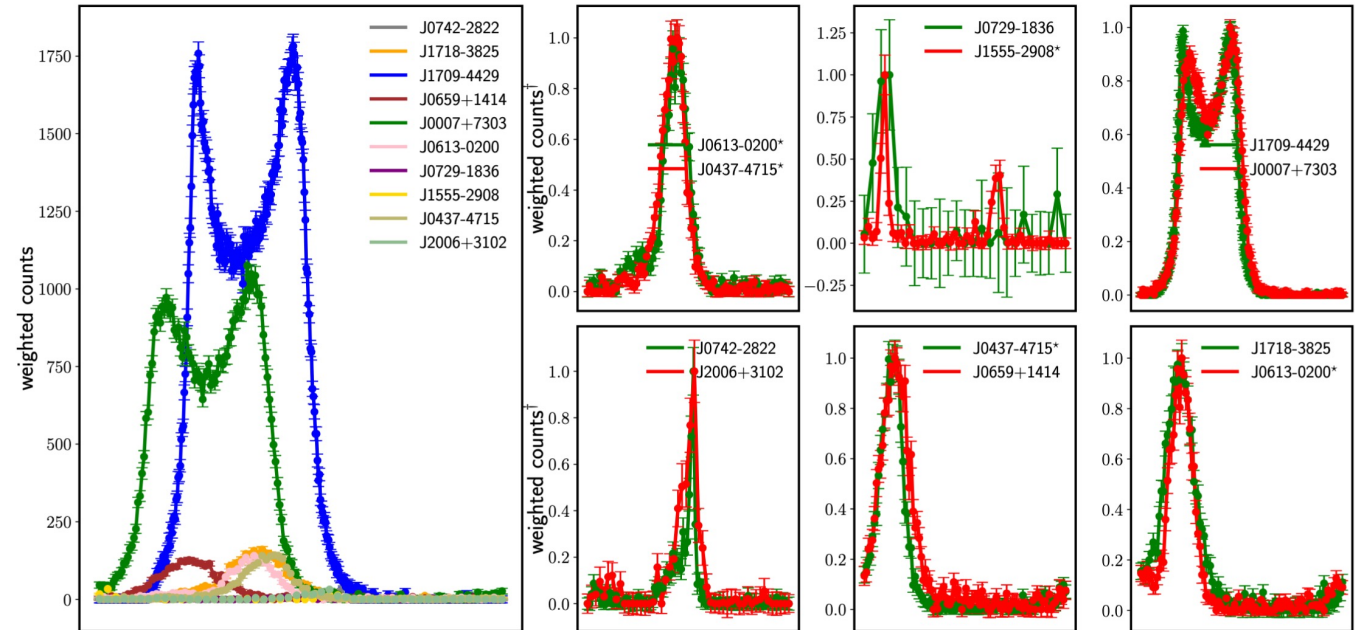 weighted counts
1750
1500
1250
1000
750
500
250
0
J0742-2822
J1718-3825
J1709-4429
J0659+1414
J0007+7303
J0613-0200
J0729-1836
J1555-2908
J0437-4715
J2006+3102
weighted counts†
1.0
0.8
0.6
0.4
0.2
0.0
J0613-0200*
J0437-4715*
1.25
1.00
0.75
0.50
0.25
0.00
−0.25
J0729-1836
J1555-2908*
1.0
0.8
0.6
0.4
0.2
0.0
J1709-4429
J0007+7303
weighted counts†
1.0
0.8
0.6
0.4
0.2
0.0
J0742-2822
J2006+3102
1.0
0.8
0.6
0.4
0.2
0.0
J0437-4715*
J0659+1414
1.0
0.8
0.6
0.4
0.2
0.0
J1718-3825
J0613-0200*